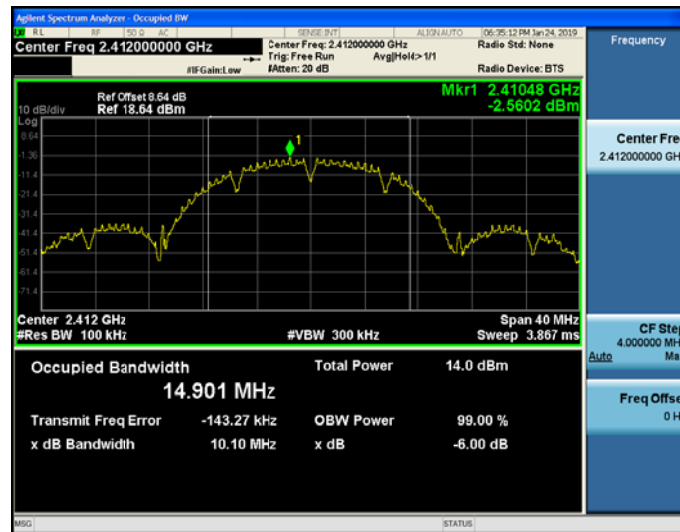 Agilent Spectrum Analyzer - Occupied BW
RL RF 50 Ω AC SENSE:INT ALIGN AUTO 06:35:12 PM Jan 24, 2019
Center Freq 2.412000000 GHz
Center Freq: 2.412000000 GHz
Radio Std: None
Trig: Free Run Avg|Hold:>1/1
#IFGain:Low
#Atten: 20 dB
Radio Device: BTS
Frequency
Mkr1 2.41048 GHz
-2.5602 dBm
Ref Offset 8.64 dB
10 dB/div Ref 18.64 dBm
Log
8.64
-1.36
-11.4
-21.4
-31.4
-41.4
-51.4
-61.4
-71.4
1
Center Fre
2.412000000 GH
Center 2.412 GHz Span 40 MHz
#Res BW 100 kHz #VBW 300 kHz Sweep 3.867 ms
CF Step
4.000000 MH
Auto Ma
Occupied Bandwidth Total Power 14.0 dBm
14.901 MHz
Transmit Freq Error -143.27 kHz OBW Power 99.00 %
x dB Bandwidth 10.10 MHz x dB -6.00 dB
Freq Offse
0 H
MSG STATUS